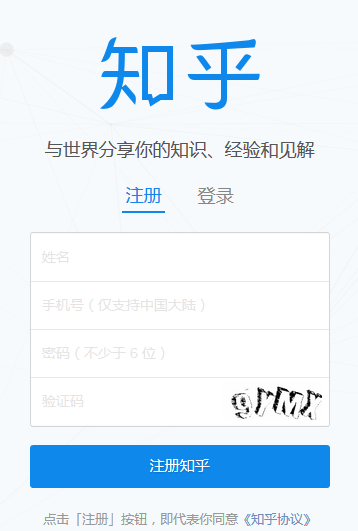 知乎
与世界分享你的知识、经验和见解
注册 登录
姓名
手机号（仅支持中国大陆）
密码（不少于 6 位）
验证码 grMX
注册知乎
点击「注册」按钮，即代表你同意《知乎协议》